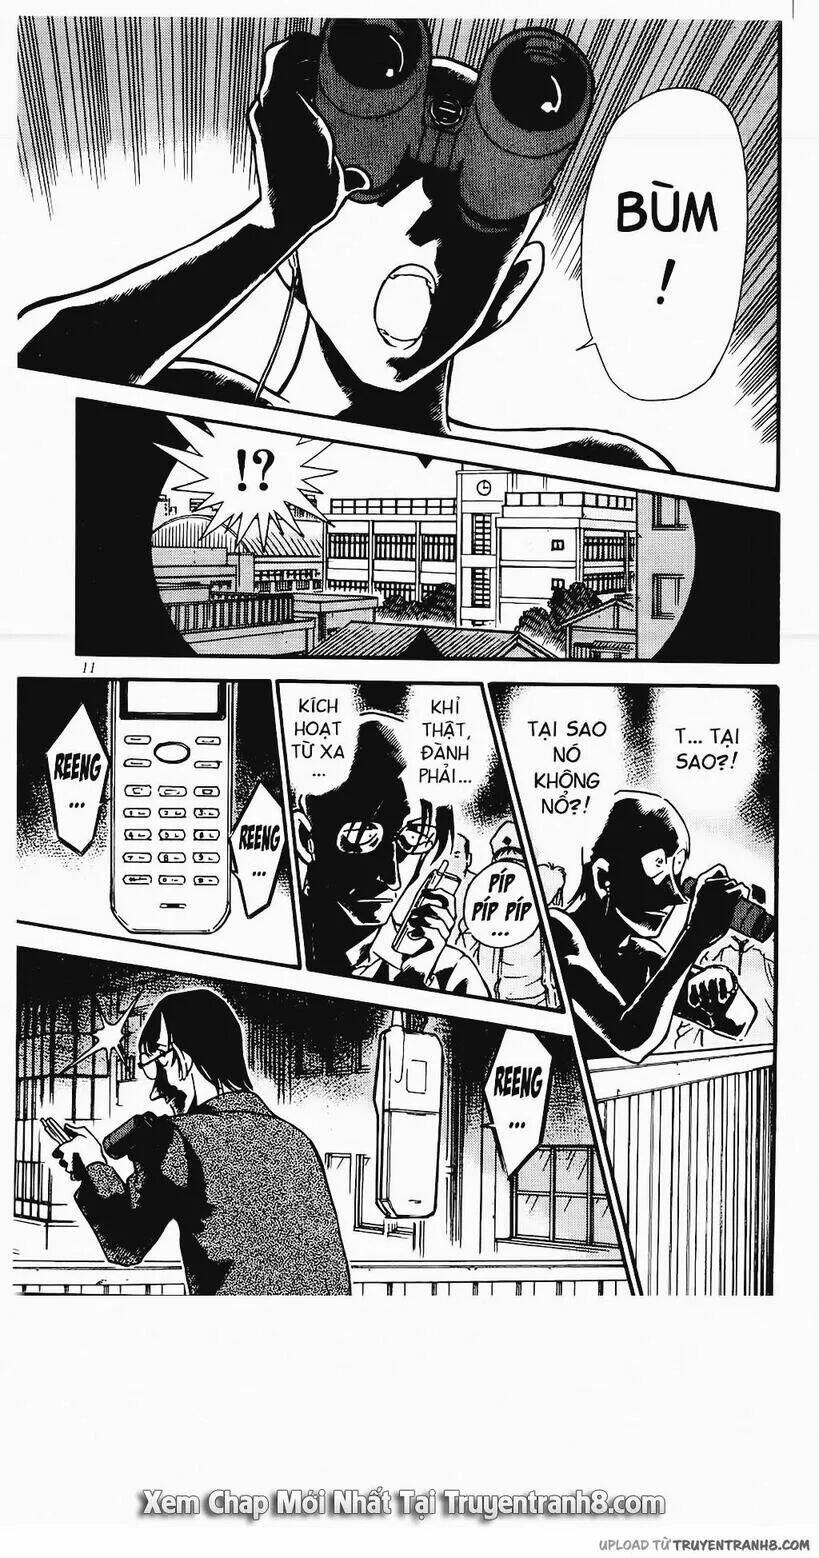 BÙM
!
!?
11
T... TẠI
SAO?!
TẠI SAO
NÓ
KHÔNG
NỔ?!
KHỈ
THẬT,
ĐÀNH
PHẢI...
KÍCH
HOẠT
TỪ XA
...
PÍP
PÍP PÍP
...
REENG
...
REENG
...
REENG
...
Xem Chap Mới Nhất Tại Truyentranh8.com
UPLOAD TỪ TRUYENTRANH8.COM